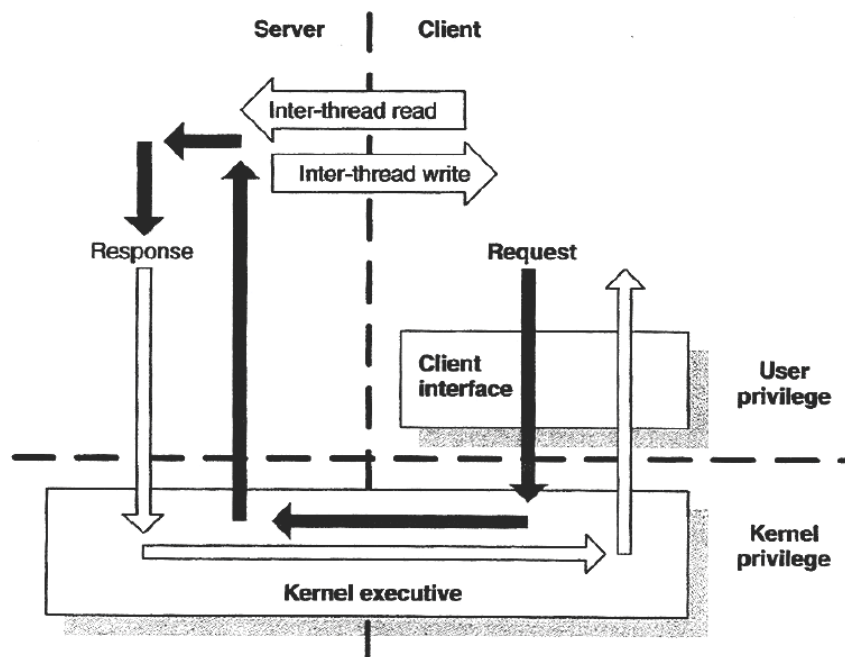 Server
Client
Inter-thread read
Inter-thread write
Response
Request
Client
interface
User
privilege
Kernel
privilege
Kernel executive